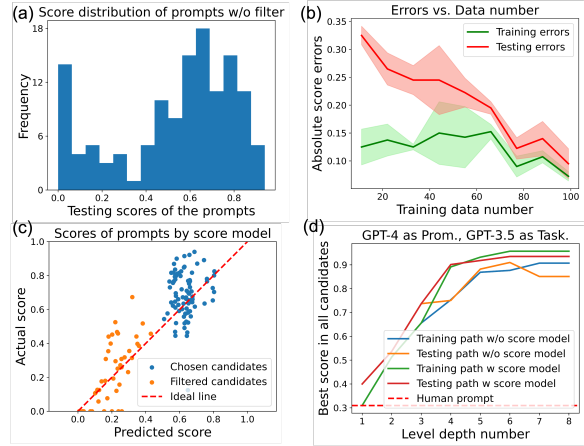 (a)
Score distribution of prompts w/o filter
Frequency
18
12
6
0
0.0 0.2 0.4 0.6 0.8
Testing scores of the prompts
(b)
Errors vs. Data number
Absolute score errors
0.35
0.30
0.25
0.20
0.15
0.10
Training errors
Testing errors
20 40 60 80 100
Training data number
(c)
Scores of prompts by score model
Actual score
1.0
0.8
0.6
0.4
0.2
0.0
Chosen candidates
Filtered candidates
Ideal line
0.0 0.2 0.4 0.6 0.8 1.0
Predicted score
(d)
GPT-4 as Prom., GPT-3.5 as Task.
Best score in all candidates
0.9
0.8
0.7
0.6
0.5
0.4
0.3
Training path w/o score model
Testing path w/o score model
Training path w score model
Testing path w score model
Human prompt
1 2 3 4 5 6 7 8
Level depth number